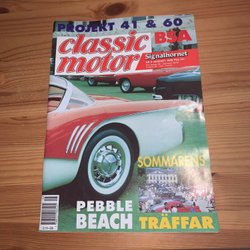 PROJEKT 41 & 60
classic
motor
BSA
Signalhornet
SOMMARENS
PEBBLE
BEACH
TRÄFFAR